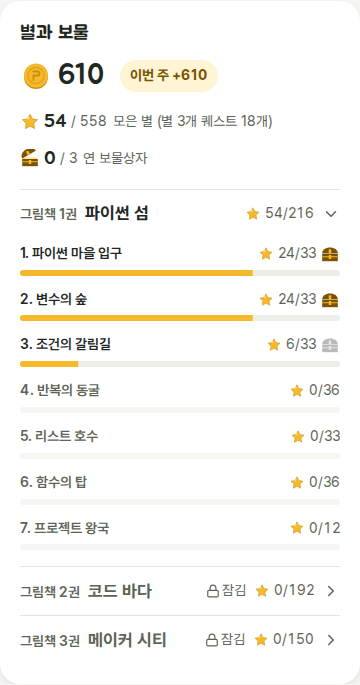 별과 보물
610 이번 주 +610
54 / 558 모은 별 (별 3개 퀘스트 18개)
0 / 3 연 보물상자
그림책 1권 파이썬 섬 54/216
1. 파이썬 마을 입구 24/33
2. 변수의 숲 24/33
3. 조건의 갈림길 6/33
4. 반복의 동굴 0/36
5. 리스트 호수 0/33
6. 함수의 탑 0/36
7. 프로젝트 왕국 0/12
그림책 2권 코드 바다 잠김 0/192
그림책 3권 메이커 시티 잠김 0/150